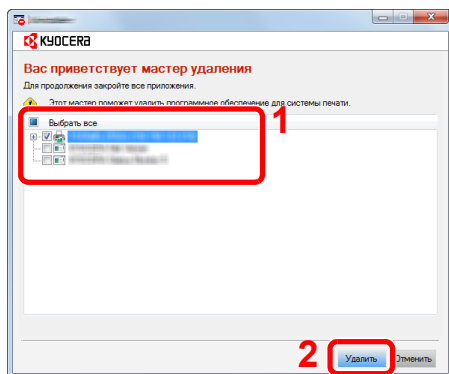 KYOCERA
Вас приветствует мастер удаления
Для продолжения закройте все приложения.
Этот мастер поможет удалить программное обеспечение для системы печати.
Выбрать все
1
2
Удалить
Отменить